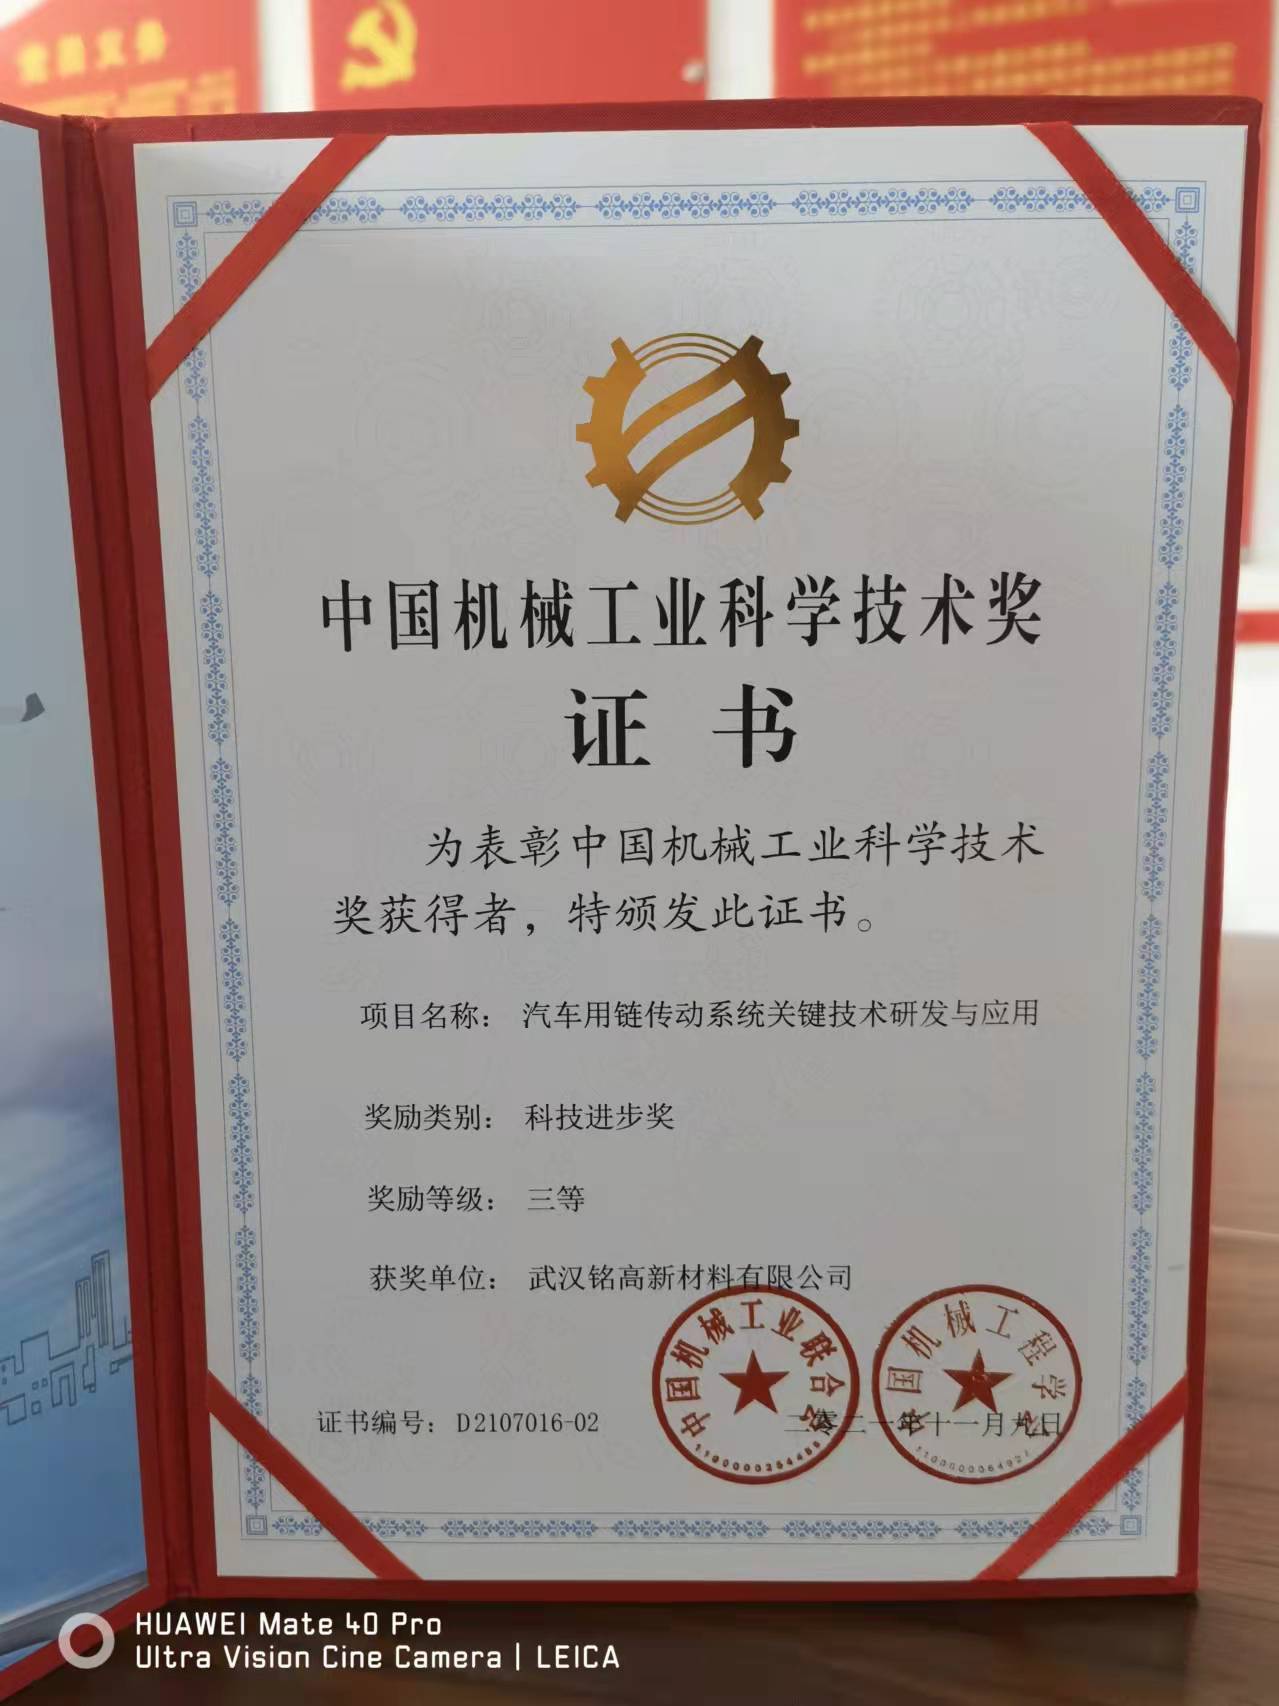 中国机械工业科学技术奖
证书
为表彰中国机械工业科学技术
奖获得者，特颁发此证书。
项目名称： 汽车用链传动系统关键技术研发与应用
奖励类别： 科技进步奖
奖励等级： 三等
获奖单位： 武汉铭高新材料有限公司
中国机械工业联合会
中国机械工程学会
证书编号： D2107016-02
二零二一年十一月九日
HUAWEI Mate 40 Pro
Ultra Vision Cine Camera | LEICA